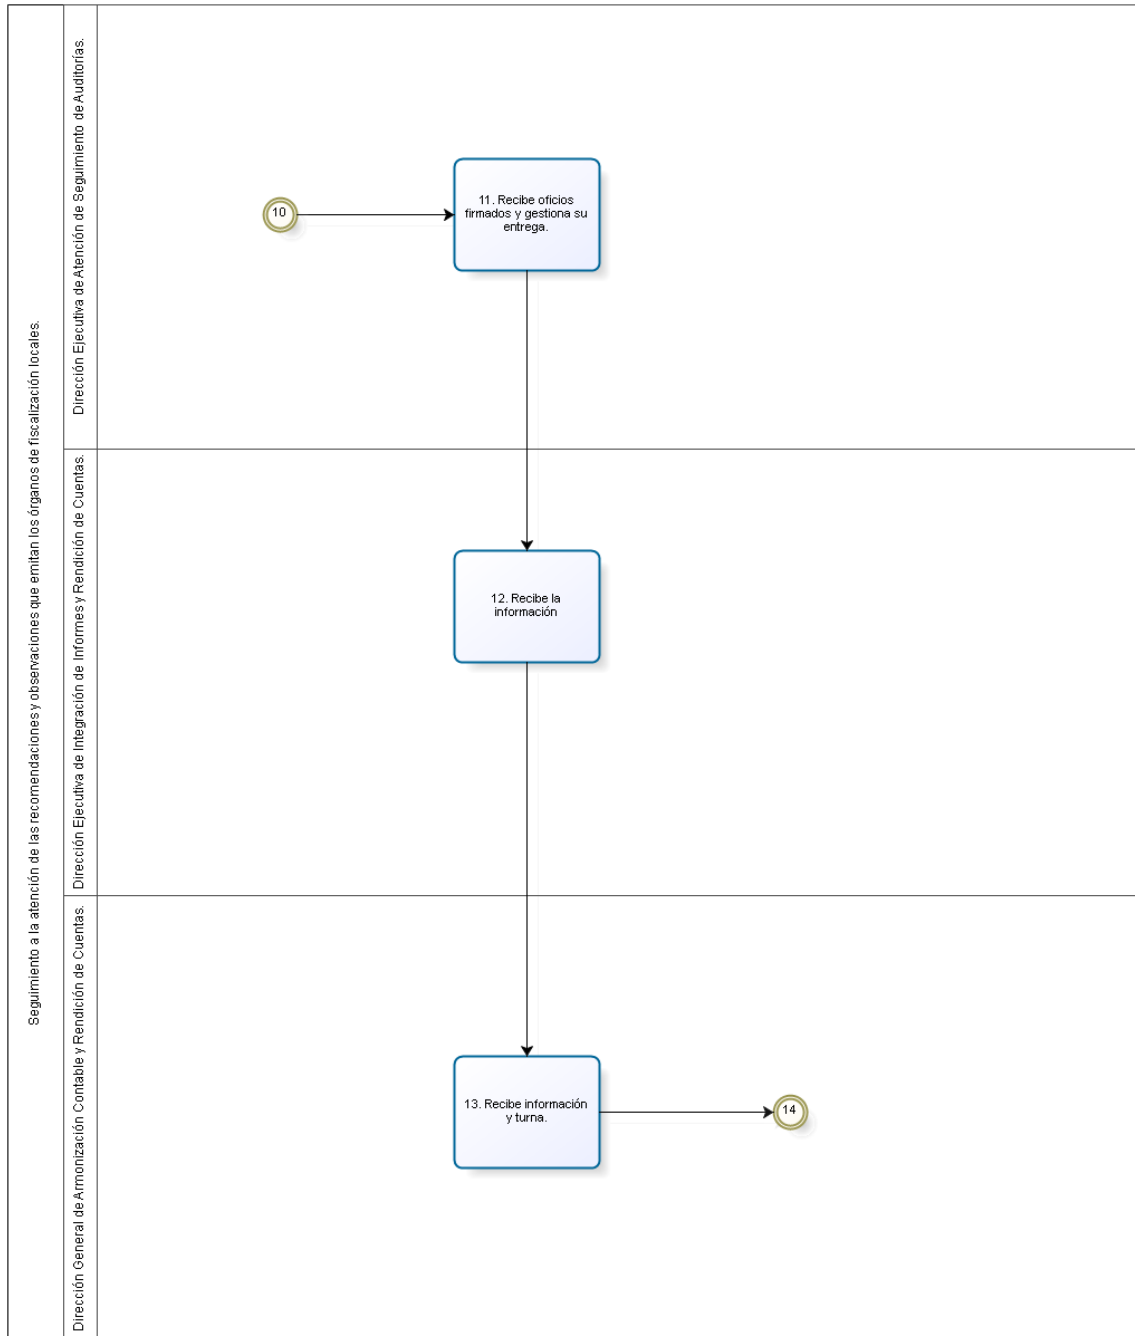 Seguimiento a la atención de las recomendaciones y observaciones que emitan los órganos de fiscalización locales.
Dirección Ejecutiva de Atención de Seguimiento de Auditorías.
10
11. Recibe oficios
firmados y gestiona su
entrega.
Dirección Ejecutiva de Integración de Informes y Rendición de Cuentas.
12. Recibe la
información
Dirección General de Armonización Contable y Rendición de Cuentas.
13. Recibe información
y turna.
14